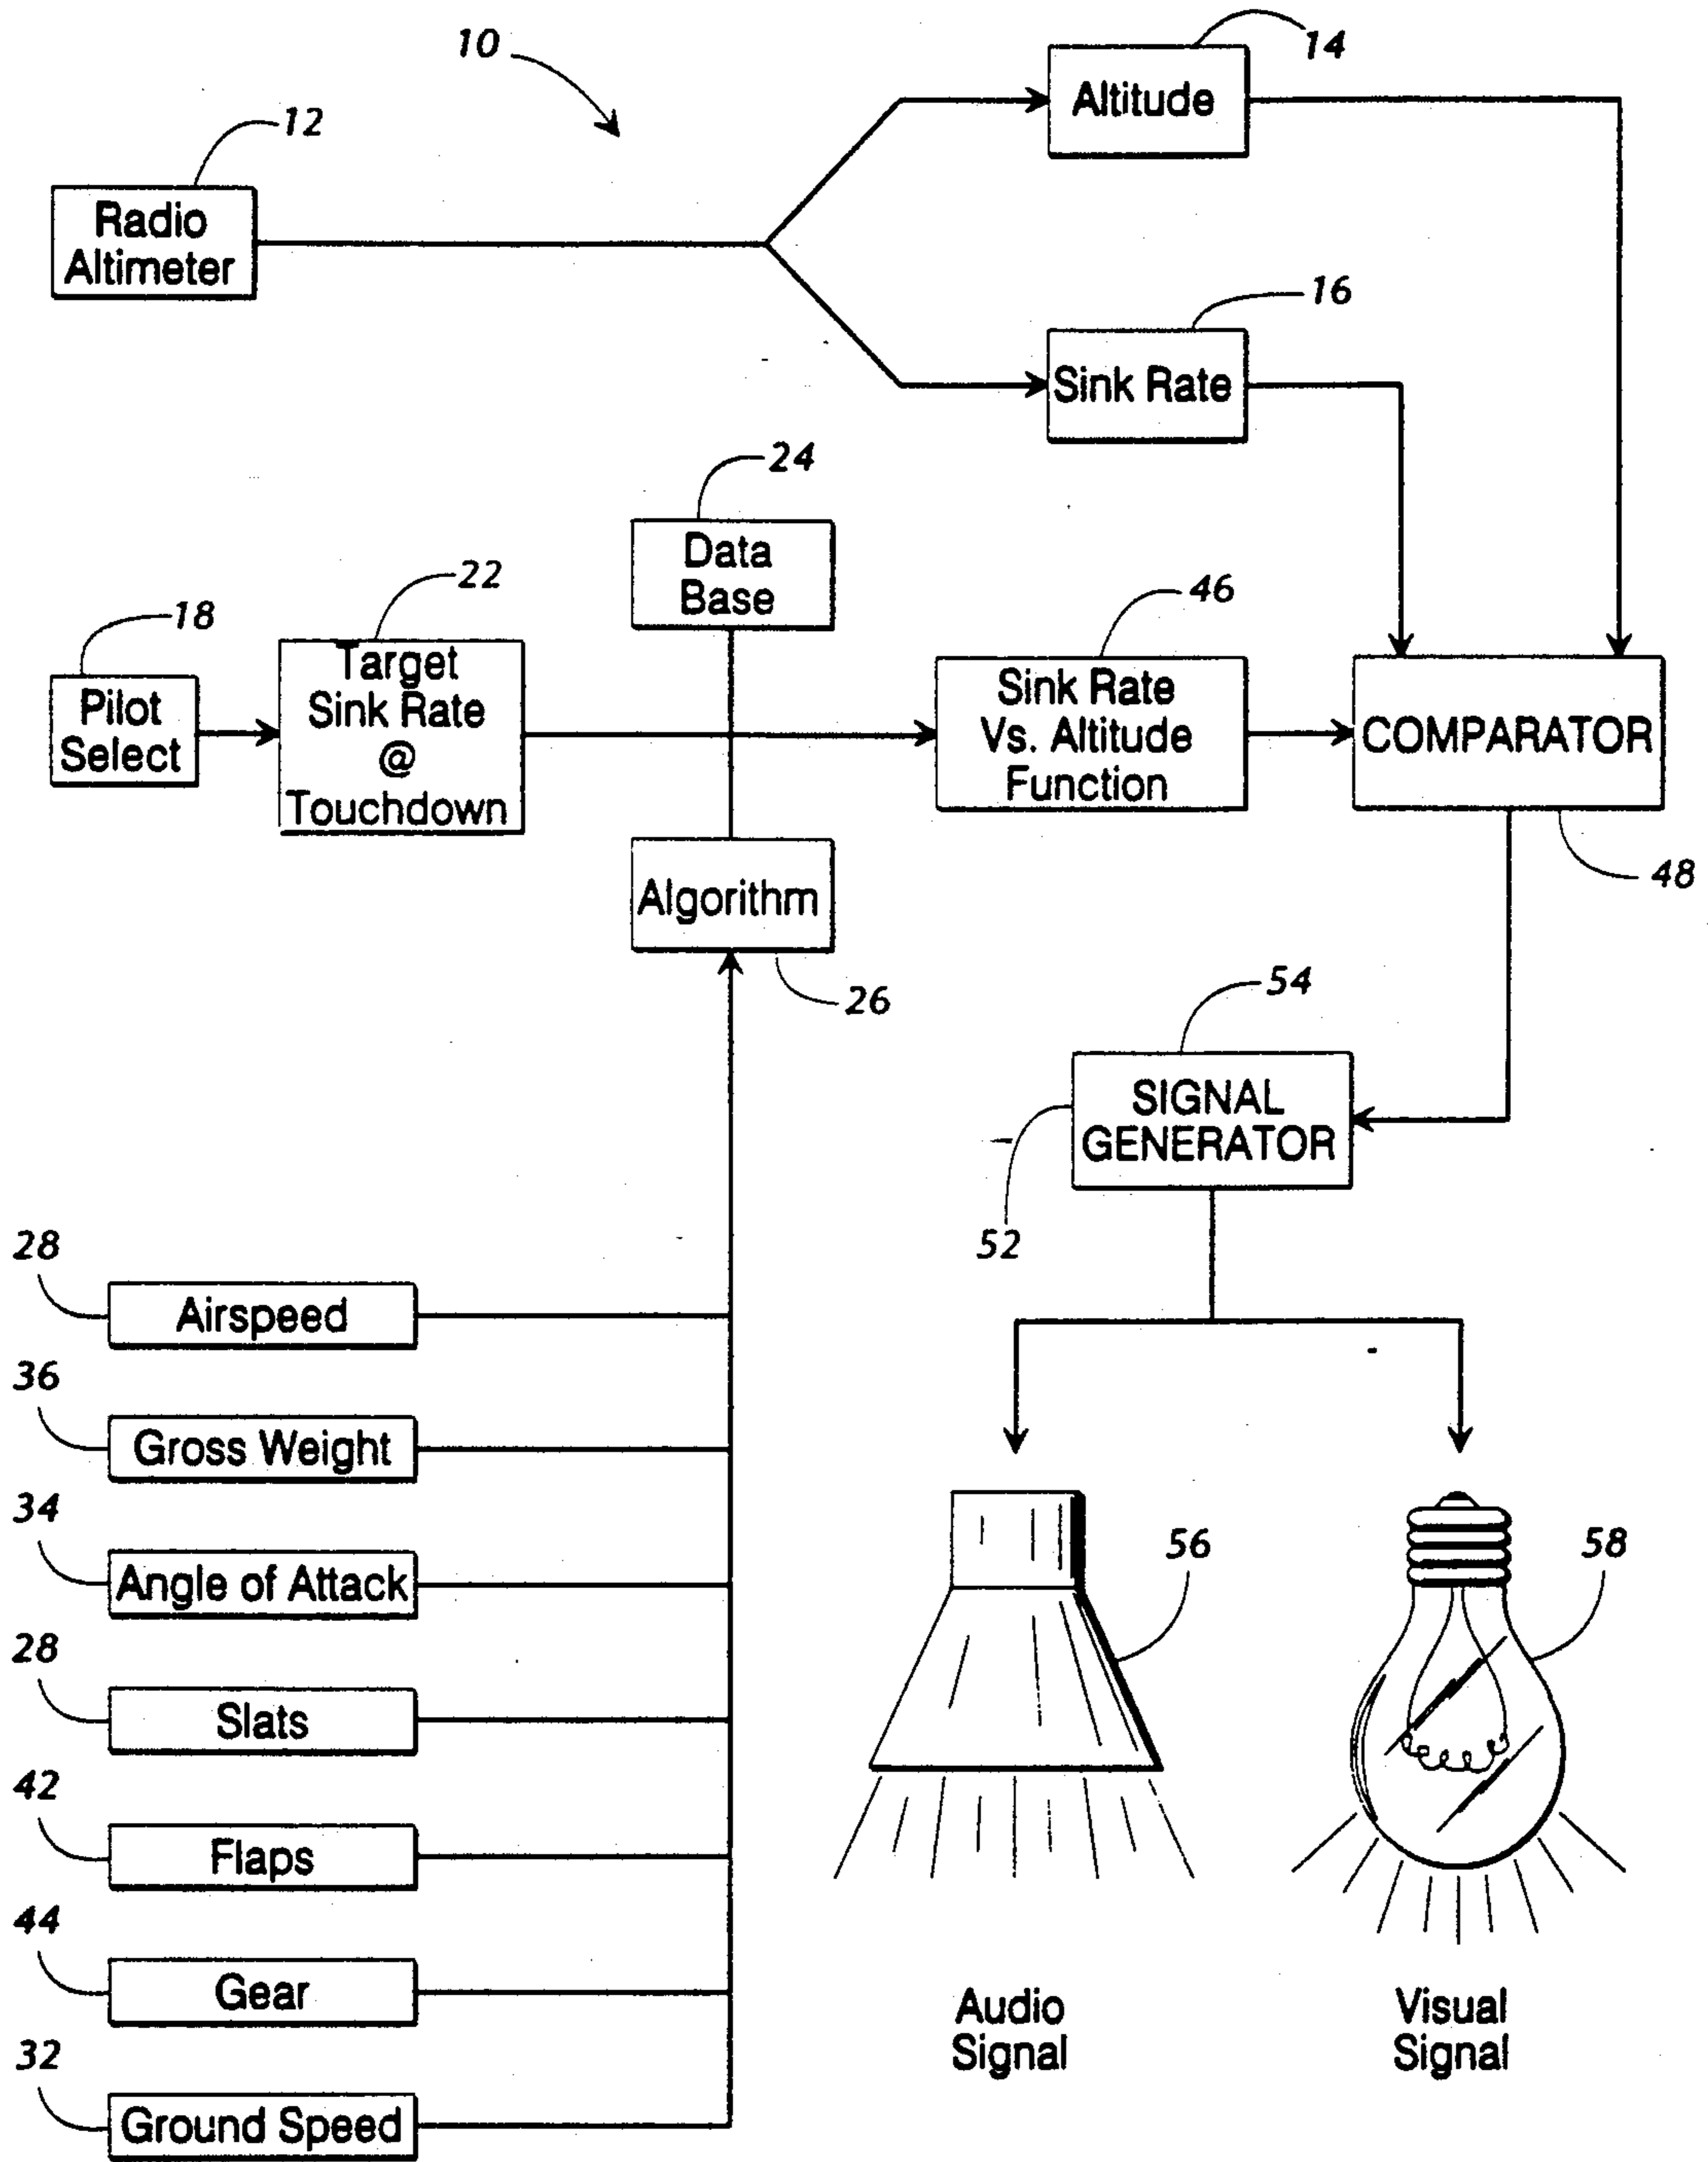 10
14
Altitude
12
Radio
Altimeter
16
Sink Rate
24
Data
Base
22
Target
Sink Rate
@
Touchdown
18
Pilot
Select
46
Sink Rate
Vs. Altitude
Function
COMPARATOR
48
Algorithm
26
54
SIGNAL
GENERATOR
52
28
Airspeed
36
Gross Weight
34
Angle of Attack
28
Slats
42
Flaps
44
Gear
32
Ground Speed
56
58
Audio
Signal
Visual
Signal